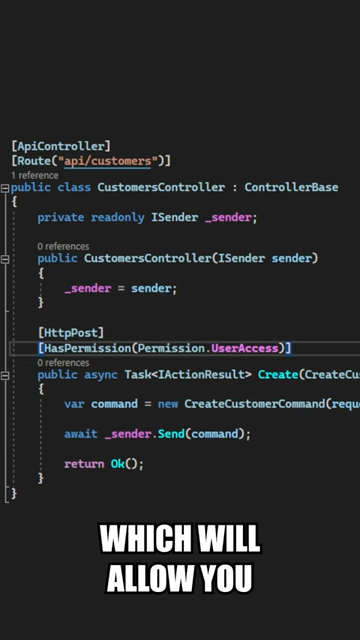 [ApiController]
[Route("api/customers")]
1 reference
public class CustomersController : ControllerBase
{
private readonly ISender _sender;
0 references
public CustomersController(ISender sender)
{
_sender = sender;
}
[HttpPost]
[HasPermission(Permission.UserAccess)]
0 references
public async Task<IActionResult> Create(CreateCu
{
var command = new CreateCustomerCommand(requ
await _sender.Send(command);
return Ok();
}
}
WHICH WILL
ALLOW YOU